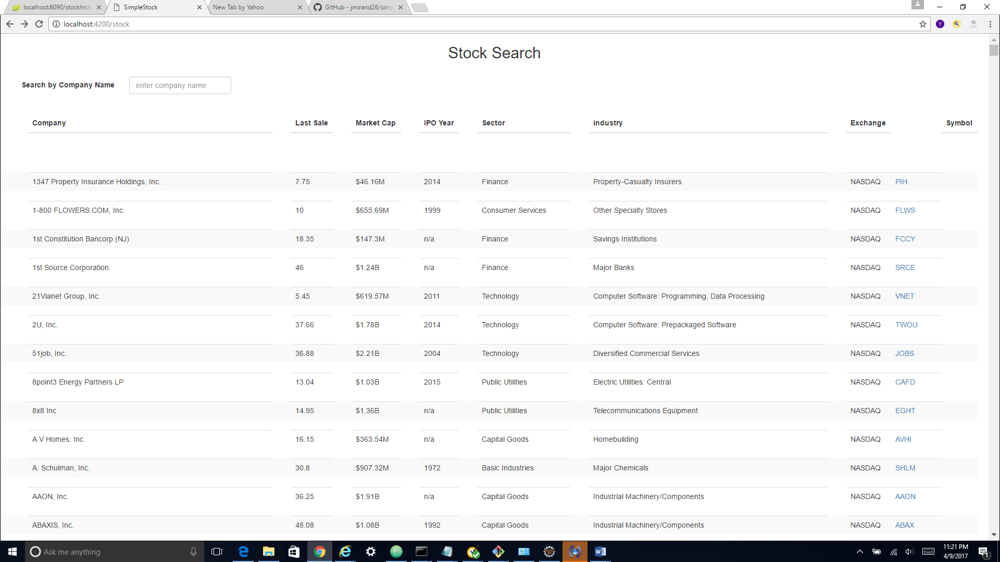 localhost:8090/stockhist
SimpleStock
New Tab by Yahoo
GitHub - jmirand26/simp
localhost:4200/stock
Y
Stock Search
Search by Company Name enter company name
Company Last Sale Market Cap IPO Year Sector industry Exchange Symbol
1347 Property Insurance Holdings, Inc. 7.75 $46.16M 2014 Finance Property-Casualty Insurers NASDAQ PIH
1-800 FLOWERS.COM, Inc. 10 $655.69M 1999 Consumer Services Other Specialty Stores NASDAQ FLWS
1st Constitution Bancorp (NJ) 18.35 $147.3M n/a Finance Savings Institutions NASDAQ FCCY
1st Source Corporation 46 $1.24B n/a Finance Major Banks NASDAQ SRCE
21Vianet Group, Inc. 5.45 $619.57M 2011 Technology Computer Software: Programming, Data Processing NASDAQ VNET
2U, Inc. 37.66 $1.78B 2014 Technology Computer Software: Prepackaged Software NASDAQ TWOU
51job, Inc. 36.88 $2.21B 2004 Technology Diversified Commercial Services NASDAQ JOBS
8point3 Energy Partners LP 13.04 $1.03B 2015 Public Utilities Electric Utilities: Central NASDAQ CAFD
8x8 Inc 14.95 $1.36B n/a Public Utilities Telecommunications Equipment NASDAQ EGHT
A V Homes, Inc. 16.15 $363.54M n/a Capital Goods Homebuilding NASDAQ AVHI
A. Schulman, Inc. 30.8 $907.32M 1972 Basic Industries Major Chemicals NASDAQ SHLM
AAON, Inc. 36.25 $1.91B n/a Capital Goods Industrial Machinery/Components NASDAQ AAON
ABAXIS, Inc. 48.08 $1.08B 1992 Capital Goods Industrial Machinery/Components NASDAQ ABAX
Ask me anything
11:21 PM
4/9/2017
1